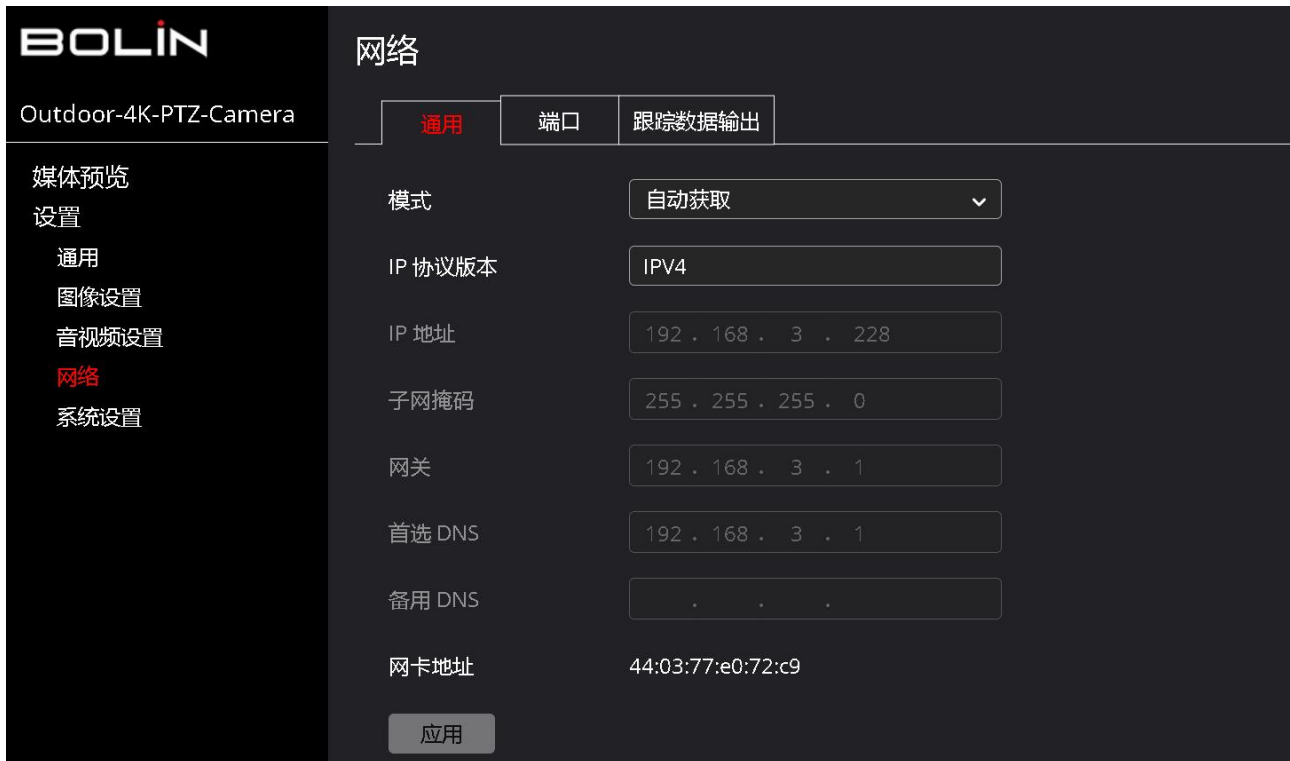 BOLIN
Outdoor-4K-PTZ-Camera
媒体预览
设置
通用
图像设置
音视频设置
网络
系统设置
网络
通用 端口 跟踪数据输出
模式 自动获取
IP 协议版本 IPV4
IP 地址 192 . 168 . 3 . 228
子网掩码 255 . 255 . 255 . 0
网关 192 . 168 . 3 . 1
首选 DNS 192 . 168 . 3 . 1
备用 DNS . . .
网卡地址 44:03:77:e0:72:c9
应用